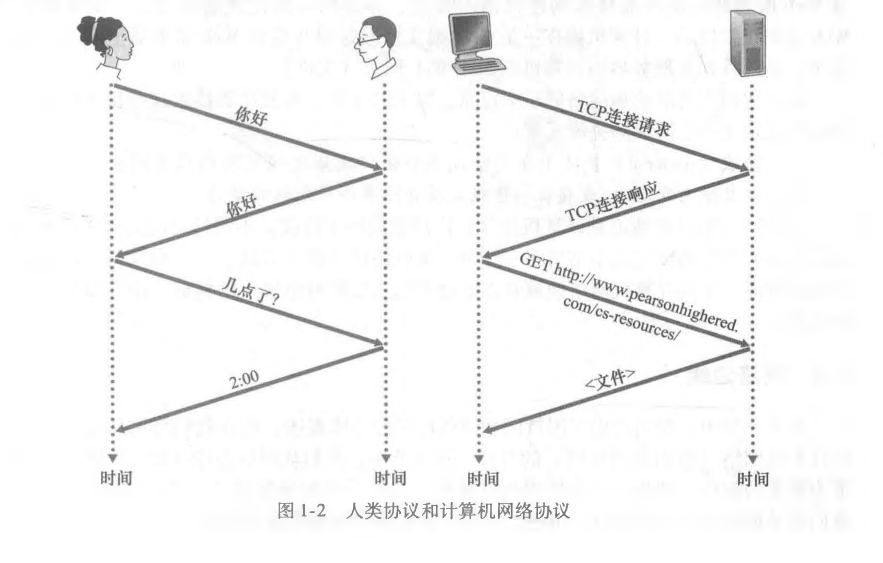 你好
你好
几点了?
2:00
时间
时间
TCP连接请求
TCP连接响应
GET http://www.pearsonhighered.
com/cs-resources/
<文件>
时间
时间
图 1-2 人类协议和计算机网络协议